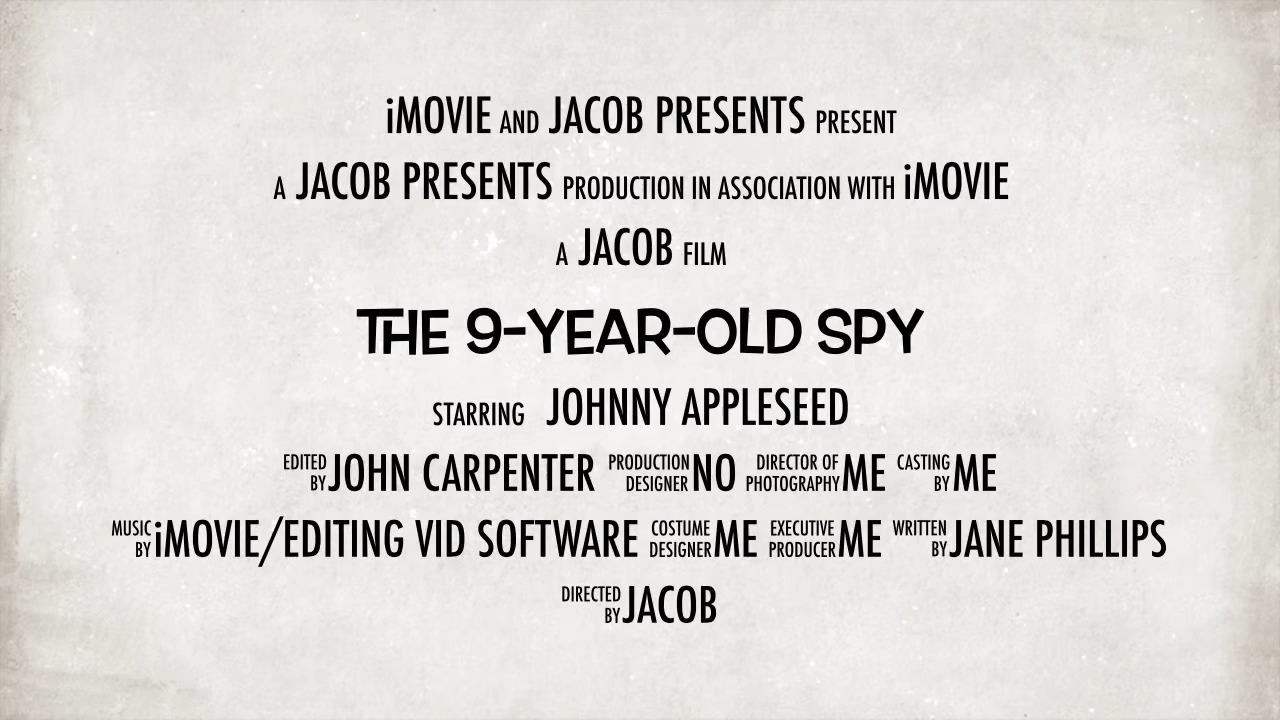 iMOVIE AND JACOB PRESENTS PRESENT
A JACOB PRESENTS PRODUCTION IN ASSOCIATION WITH iMOVIE
A JACOB FILM
THE 9-YEAR-OLD SPY
STARRING JOHNNY APPLESEED
EDITED BY JOHN CARPENTER PRODUCTION DESIGNER NO DIRECTOR OF PHOTOGRAPHY ME CASTING BY ME
MUSIC BY iMOVIE/EDITING VID SOFTWARE COSTUME DESIGNER ME EXECUTIVE PRODUCER ME WRITTEN BY JANE PHILLIPS
DIRECTED BY JACOB